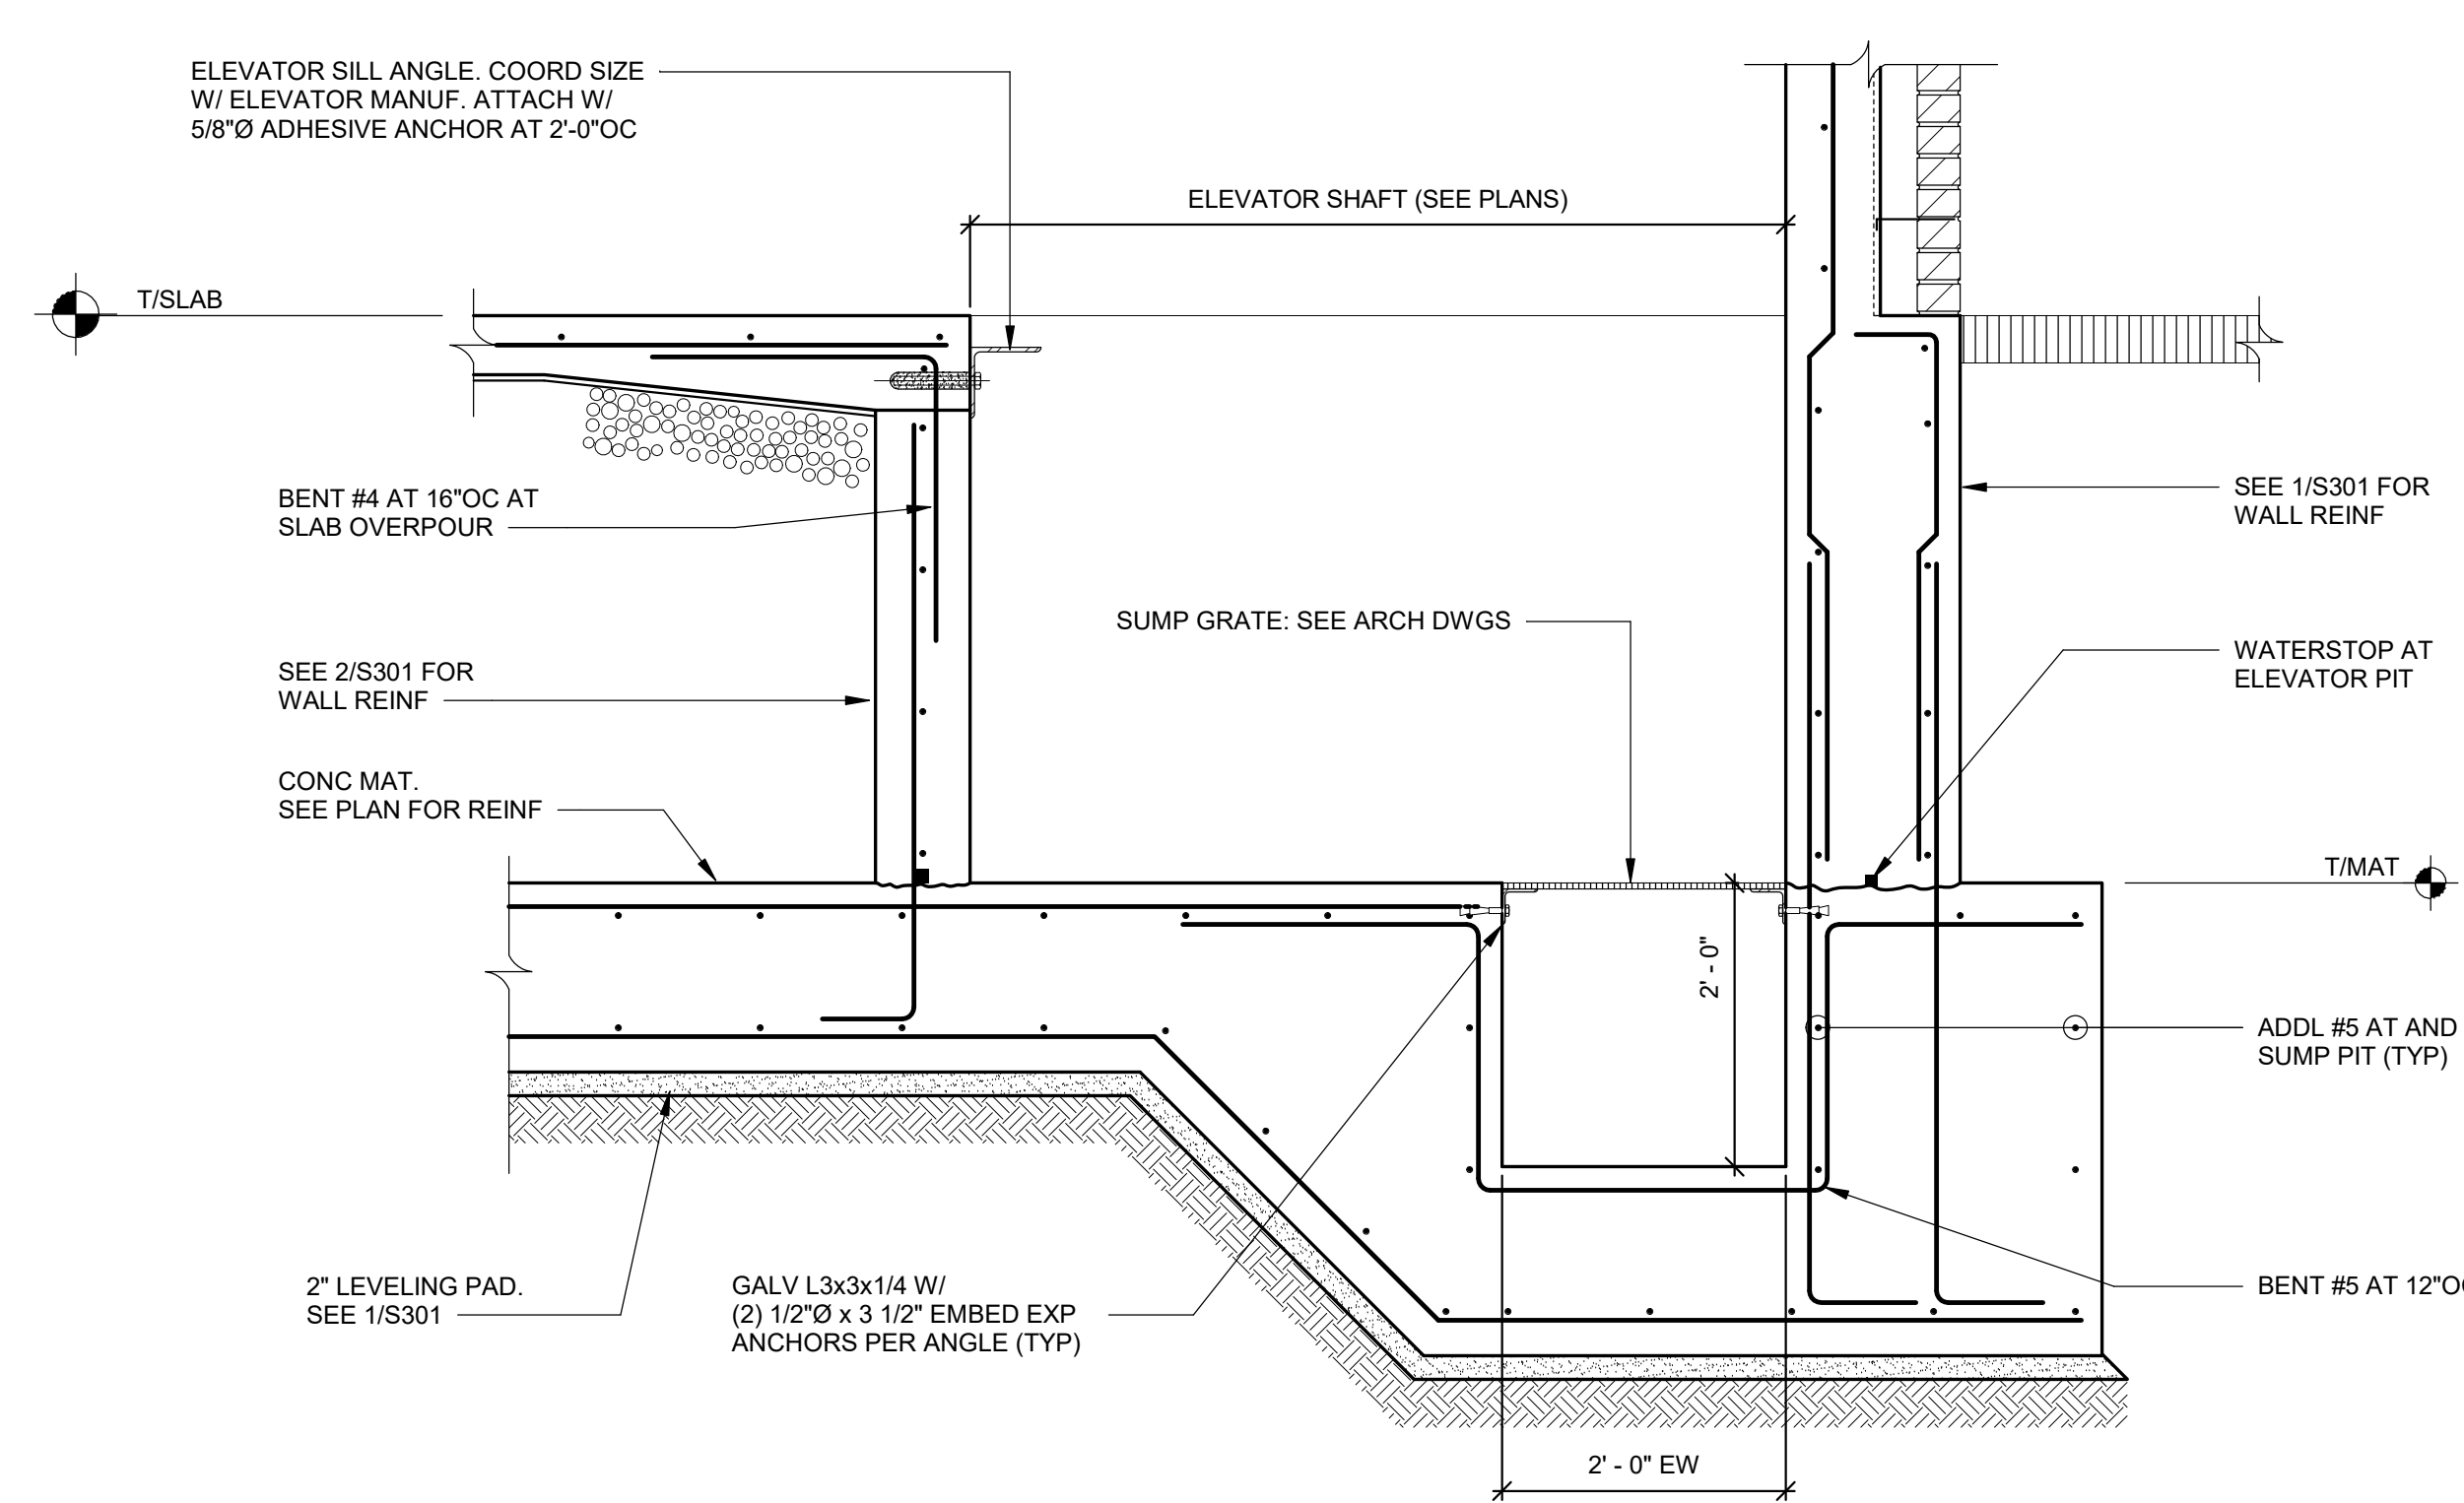 ELEVATOR SILL ANGLE. COORD SIZE
W/ ELEVATOR MANUF. ATTACH W/
5/8"Ø ADHESIVE ANCHOR AT 2'-0"OC
ELEVATOR SHAFT (SEE PLANS)
T/SLAB
BENT #4 AT 16"OC AT
SLAB OVERPOUR
SEE 1/S301 FOR
WALL REINF
SUMP GRATE: SEE ARCH DWGS
WATERSTOP AT
ELEVATOR PIT
SEE 2/S301 FOR
WALL REINF
CONC MAT.
SEE PLAN FOR REINF
T/MAT
2' - 0"
ADDL #5 AT AND
SUMP PIT (TYP)
2" LEVELING PAD.
SEE 1/S301
GALV L3x3x1/4 W/
(2) 1/2"Ø x 3 1/2" EMBED EXP
ANCHORS PER ANGLE (TYP)
BENT #5 AT
2' - 0" EW